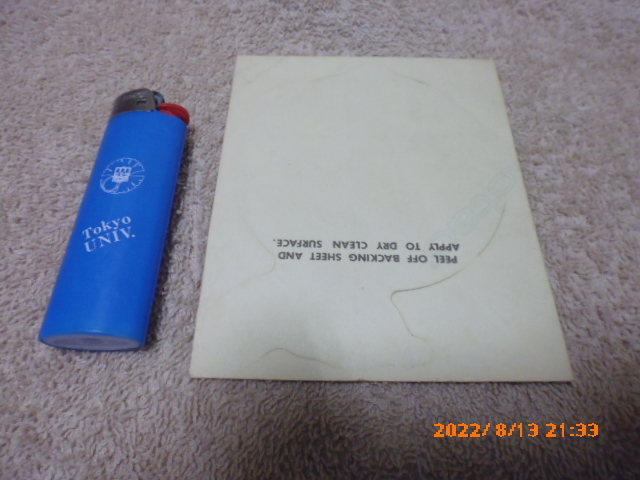 Tokyo
UNIV.
PEEL OFF BACKING SHEET AND
APPLY TO DRY CLEAN SURFACE.
2022/ 8/13 21:33